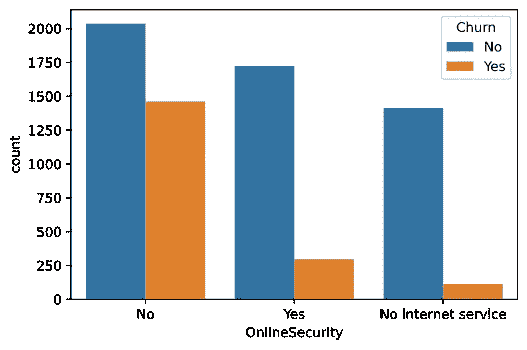 2000
1750
1500
1250
1000
750
500
250
0
count
Churn
No
Yes
No
Yes
No internet service
OnlineSecurity